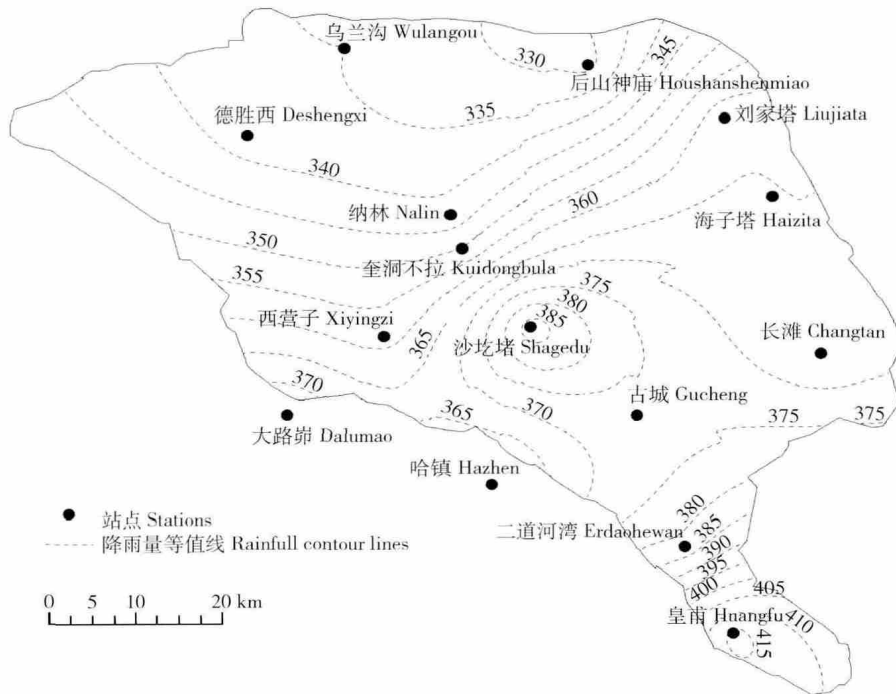 乌兰沟 Wulangou
330
345
后山神庙 Houshanshenmiao
335
德胜西 Deshengxi
刘家塔 Liujiata
340
纳林 Nalin
360
海子塔 Haizita
350
奎洞不拉 Kuidongbula
355
375
380
385
西营子 Xiyingzi
365
沙圪堵 Shagedu
长滩 Changtan
370
古城 Gucheng
365
370
375
375
大路峁 Dalumao
哈镇 Hazhen
站点 Stations
380
385
二道河湾 Erdaohewan
降雨量等值线 Rainfull contour lines
390
395
400
405
0 5 10 20 km
410
皇甫 Huangfu
415